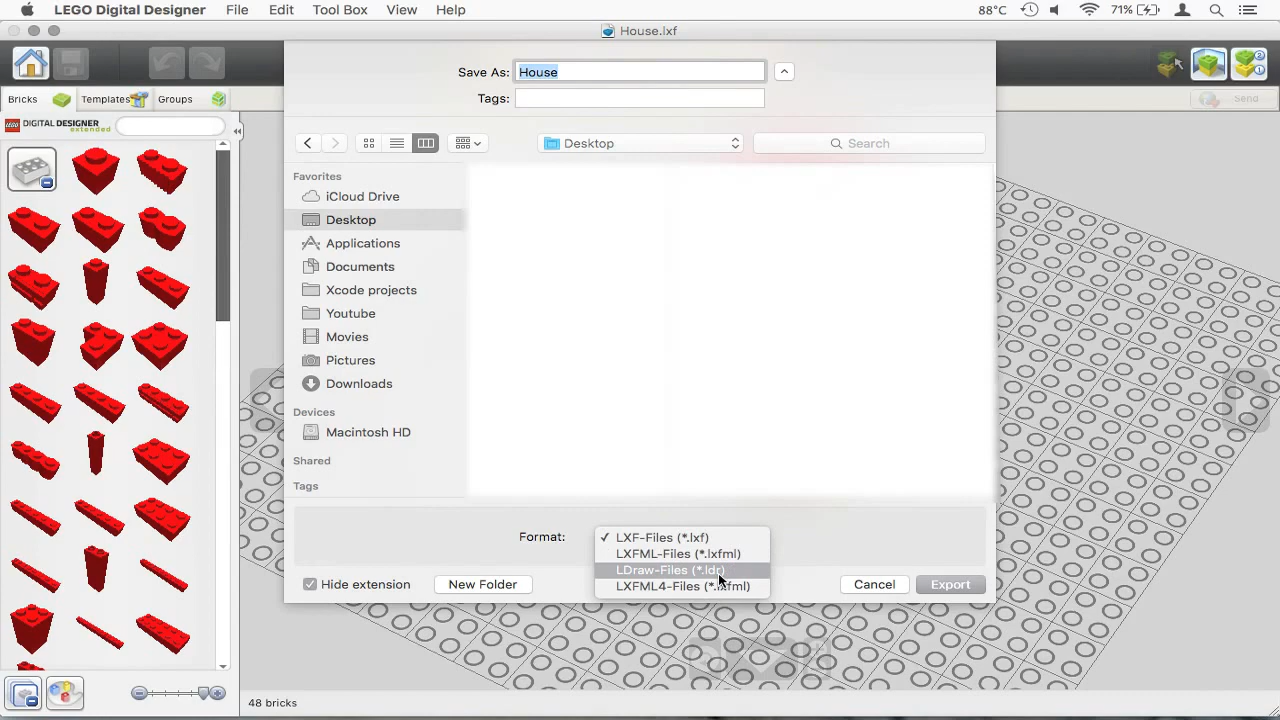 LEGO Digital Designer File Edit Tool Box View Help 88°C 71%
House.lxf
Save As: House
Tags:
Bricks Templates Groups Send
LEGO DIGITAL DESIGNER extended
Desktop Search
Favorites
iCloud Drive
Desktop
Applications
Documents
Xcode projects
Youtube
Movies
Pictures
Downloads
Devices
Macintosh HD
Shared
Tags
Format: ✓ LXF-Files (*.lxf)
LXFML-Files (*.lxfml)
LDraw-Files (*.ldr)
LXFML4-Files (*.lxfml)
Hide extension New Folder Cancel Export
48 bricks